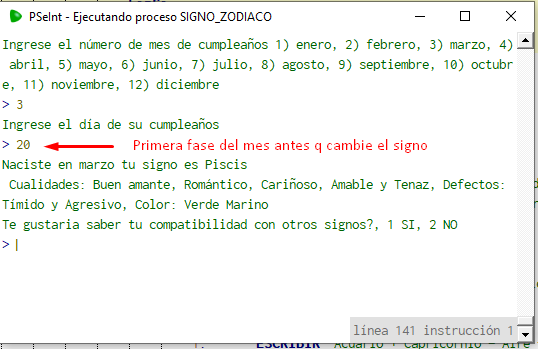 PSeInt - Ejecutando proceso SIGNO_ZODIACO
Ingrese el número de mes de cumpleaños 1) enero, 2) febrero, 3) marzo, 4)
abril, 5) mayo, 6) junio, 7) julio, 8) agosto, 9) septiembre, 10) octubr
e, 11) noviembre, 12) diciembre
> 3
Ingrese el día de su cumpleaños
> 20 Primera fase del mes antes q cambie el signo
Naciste en marzo tu signo es Piscis
Cualidades: Buen amante, Romántico, Cariñoso, Amable y Tenaz, Defectos:
Tímido y Agresivo, Color: Verde Marino
Te gustaria saber tu compatibilidad con otros signos?, 1 SI, 2 NO
>
línea 141 instrucción 1
ESCRIBIR "Acuario + Capricornio = Aire